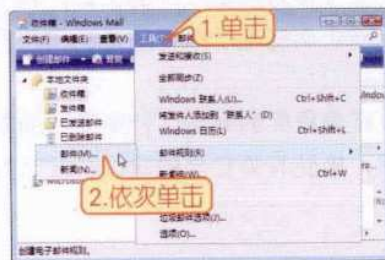 收件箱 - Windows Mail
文件(F) 编辑(E) 查看(V) 工具(T) 邮件
1.单击
创建邮件
发送和接收(S)
本地文件夹
全部同步(Z)
收件箱
Windows 联系人(U)... Ctrl+Shift+C
发件箱
将发件人添加到“联系人”(D)
已发送邮件
Windows 日历(L) Ctrl+Shift+L
已删除邮件
邮件(M)...
邮件规则(R)
新闻(N)...
Ctrl+W
2.依次单击
垃圾邮件选项(J)...
选项(O)...
创建电子邮件规则。